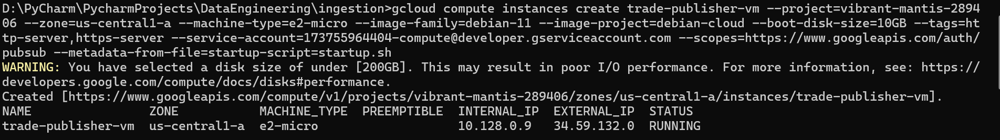 D:\PyCharm\PycharmProjects\DataEngineering\ingestion>gcloud compute instances create trade-publisher-vm --project=vibrant-mantis-2894
06 --zone=us-central1-a --machine-type=e2-micro --image-family=debian-11 --image-project=debian-cloud --boot-disk-size=10GB --tags=ht
tp-server,https-server --service-account=173755964404-compute@developer.gserviceaccount.com --scopes=https://www.googleapis.com/auth/
pubsub --metadata-from-file=startup-script=startup.sh
WARNING: You have selected a disk size of under [200GB]. This may result in poor I/O performance. For more information, see: https://
developers.google.com/compute/docs/disks#performance.
Created [https://www.googleapis.com/compute/v1/projects/vibrant-mantis-289406/zones/us-central1-a/instances/trade-publisher-vm].
NAME                ZONE           MACHINE_TYPE  PREEMPTIBLE  INTERNAL_IP  EXTERNAL_IP  STATUS
trade-publisher-vm  us-central1-a  e2-micro                   10.128.0.9   34.59.132.0  RUNNING